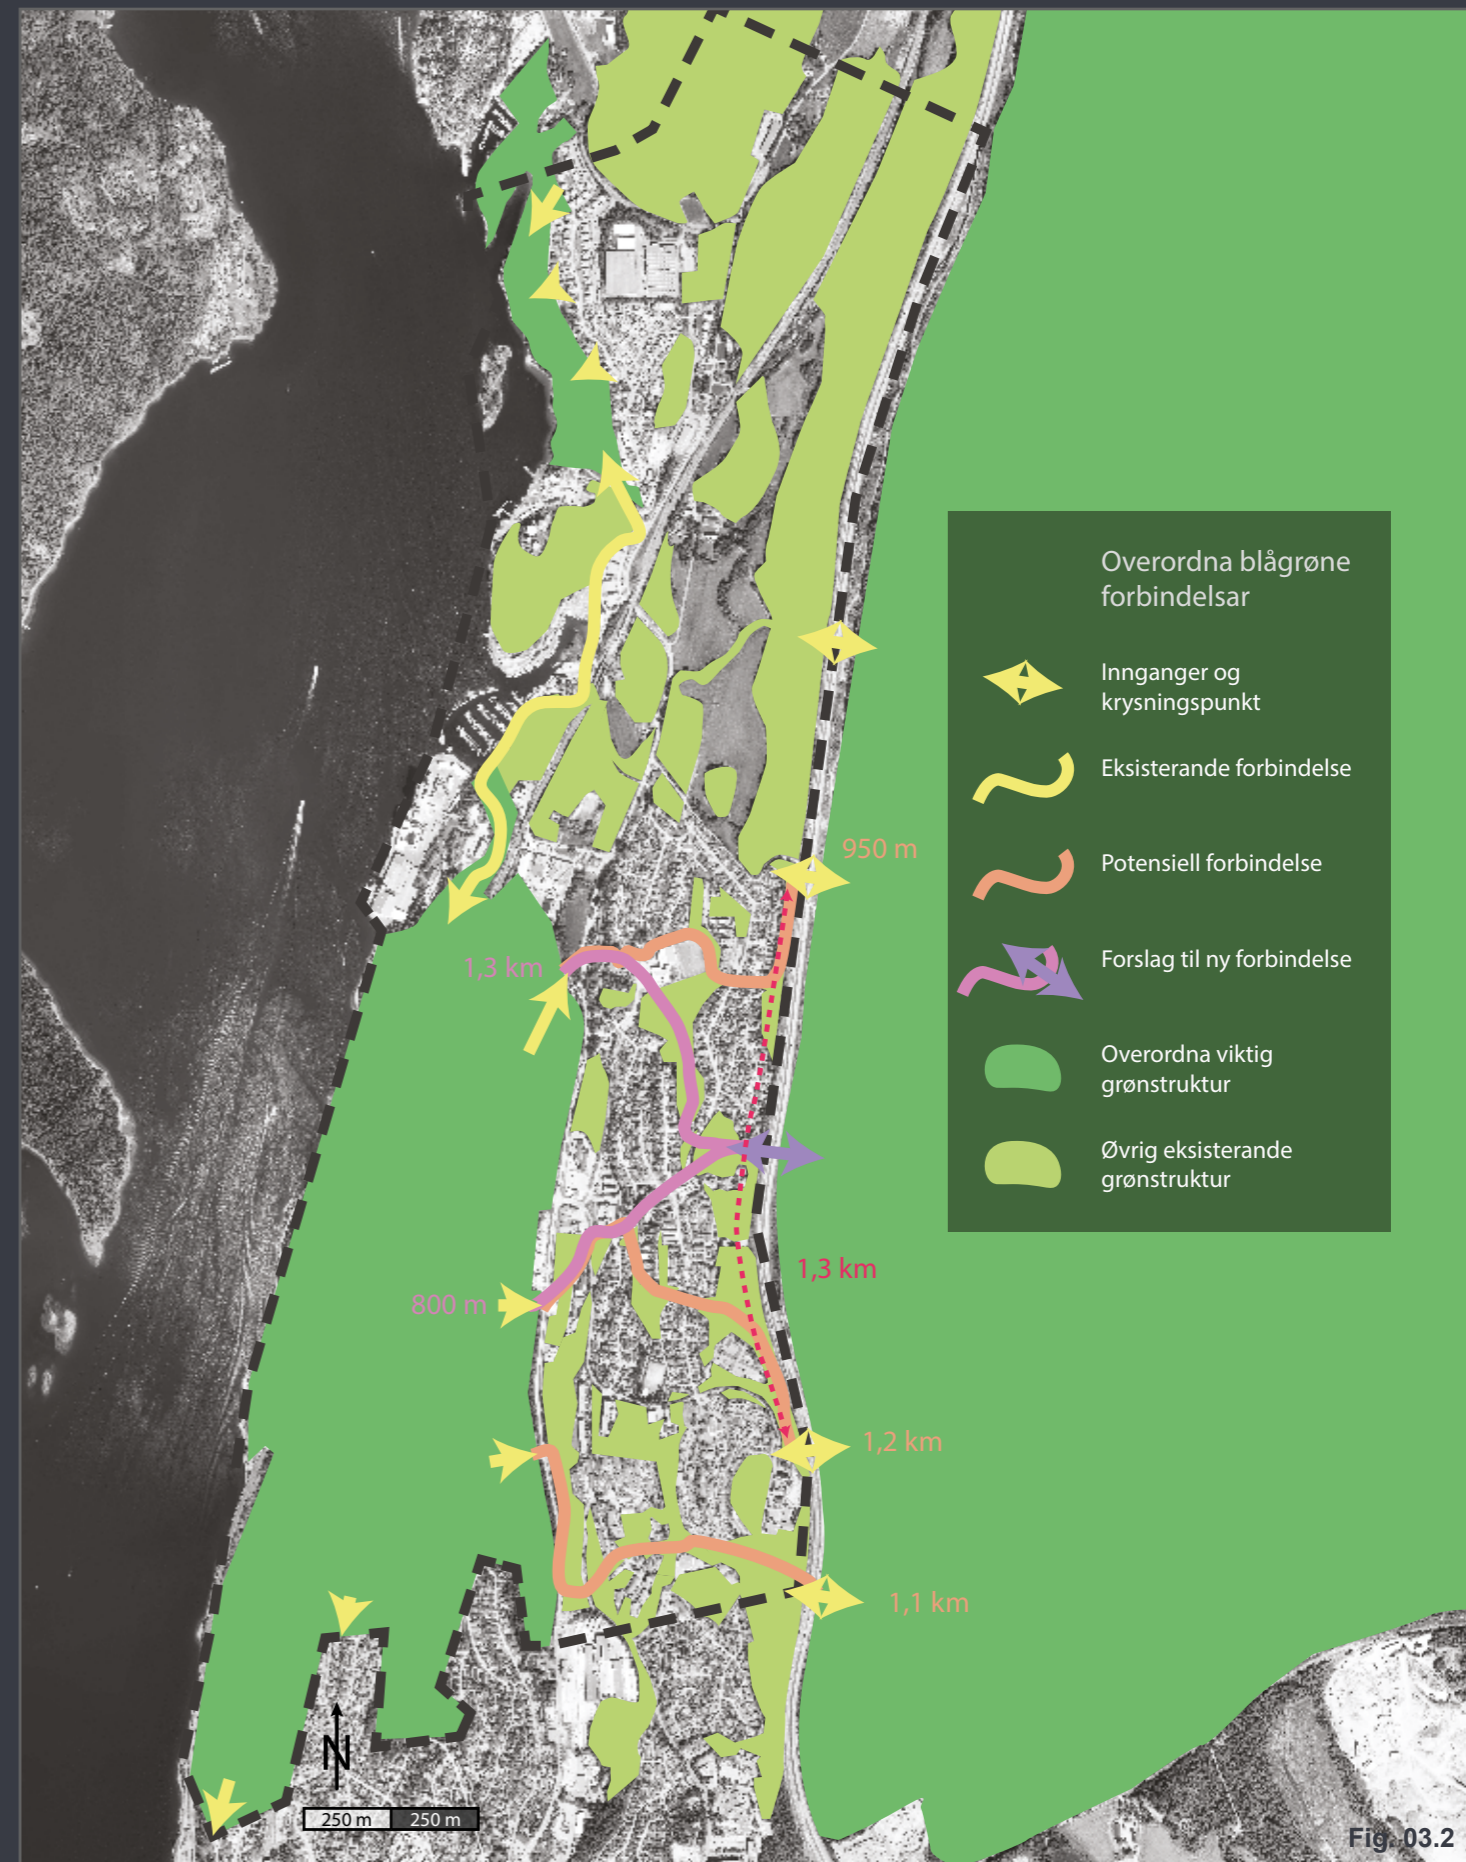 Overordna blågrøne
forbindelsar
Innganger og
krysningspunkt
Eksisterande forbindelse
950 m
Potensiell forbindelse
1,3 km
Forslag til ny forbindelse
Overordna viktig
grønstruktur
Øvrig eksisterande
grønstruktur
1,3 km
800 m
1,2 km
1,1 km
N
250 m 250 m
Fig. 03.2